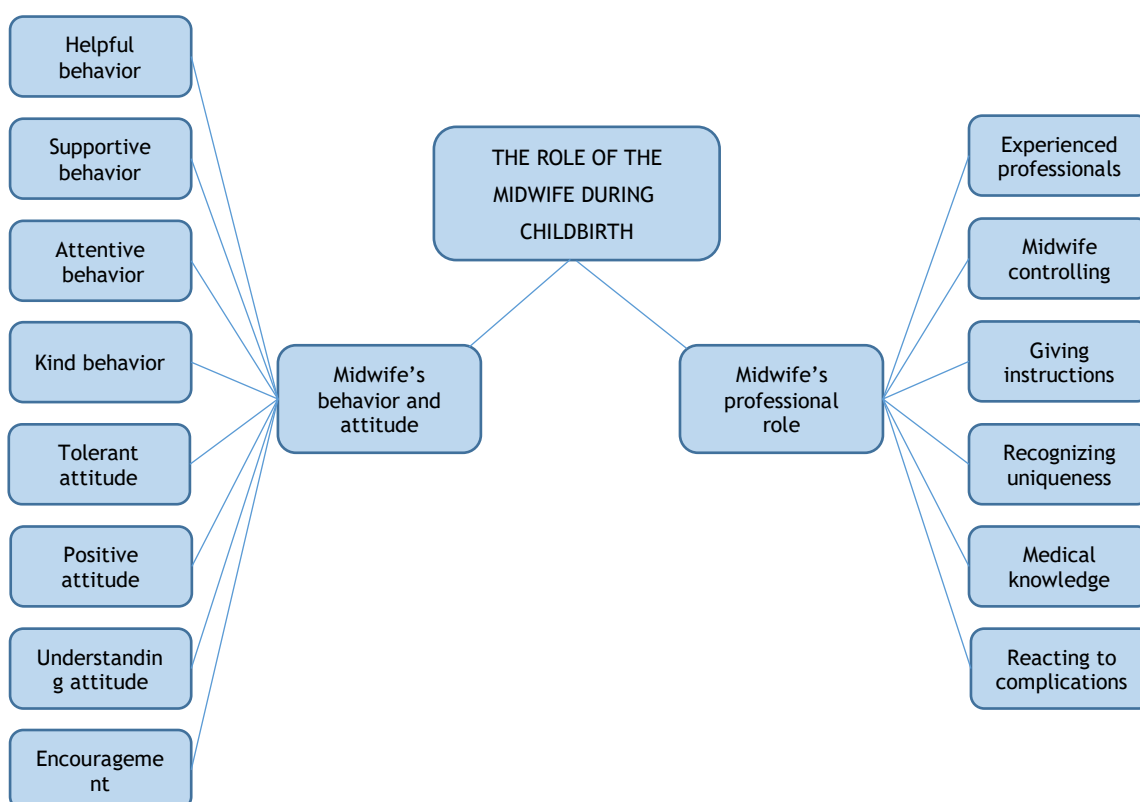 Helpful
behavior
Supportive
behavior
Attentive
behavior
Kind behavior
Tolerant
attitude
Positive
attitude
Understandin
g attitude
Encourageme
nt
THE ROLE OF THE
MIDWIFE DURING
CHILDBIRTH
Midwife’s
behavior and
attitude
Midwife’s
professional
role
Experienced
professionals
Midwife
controlling
Giving
instructions
Recognizing
uniqueness
Medical
knowledge
Reacting to
complications